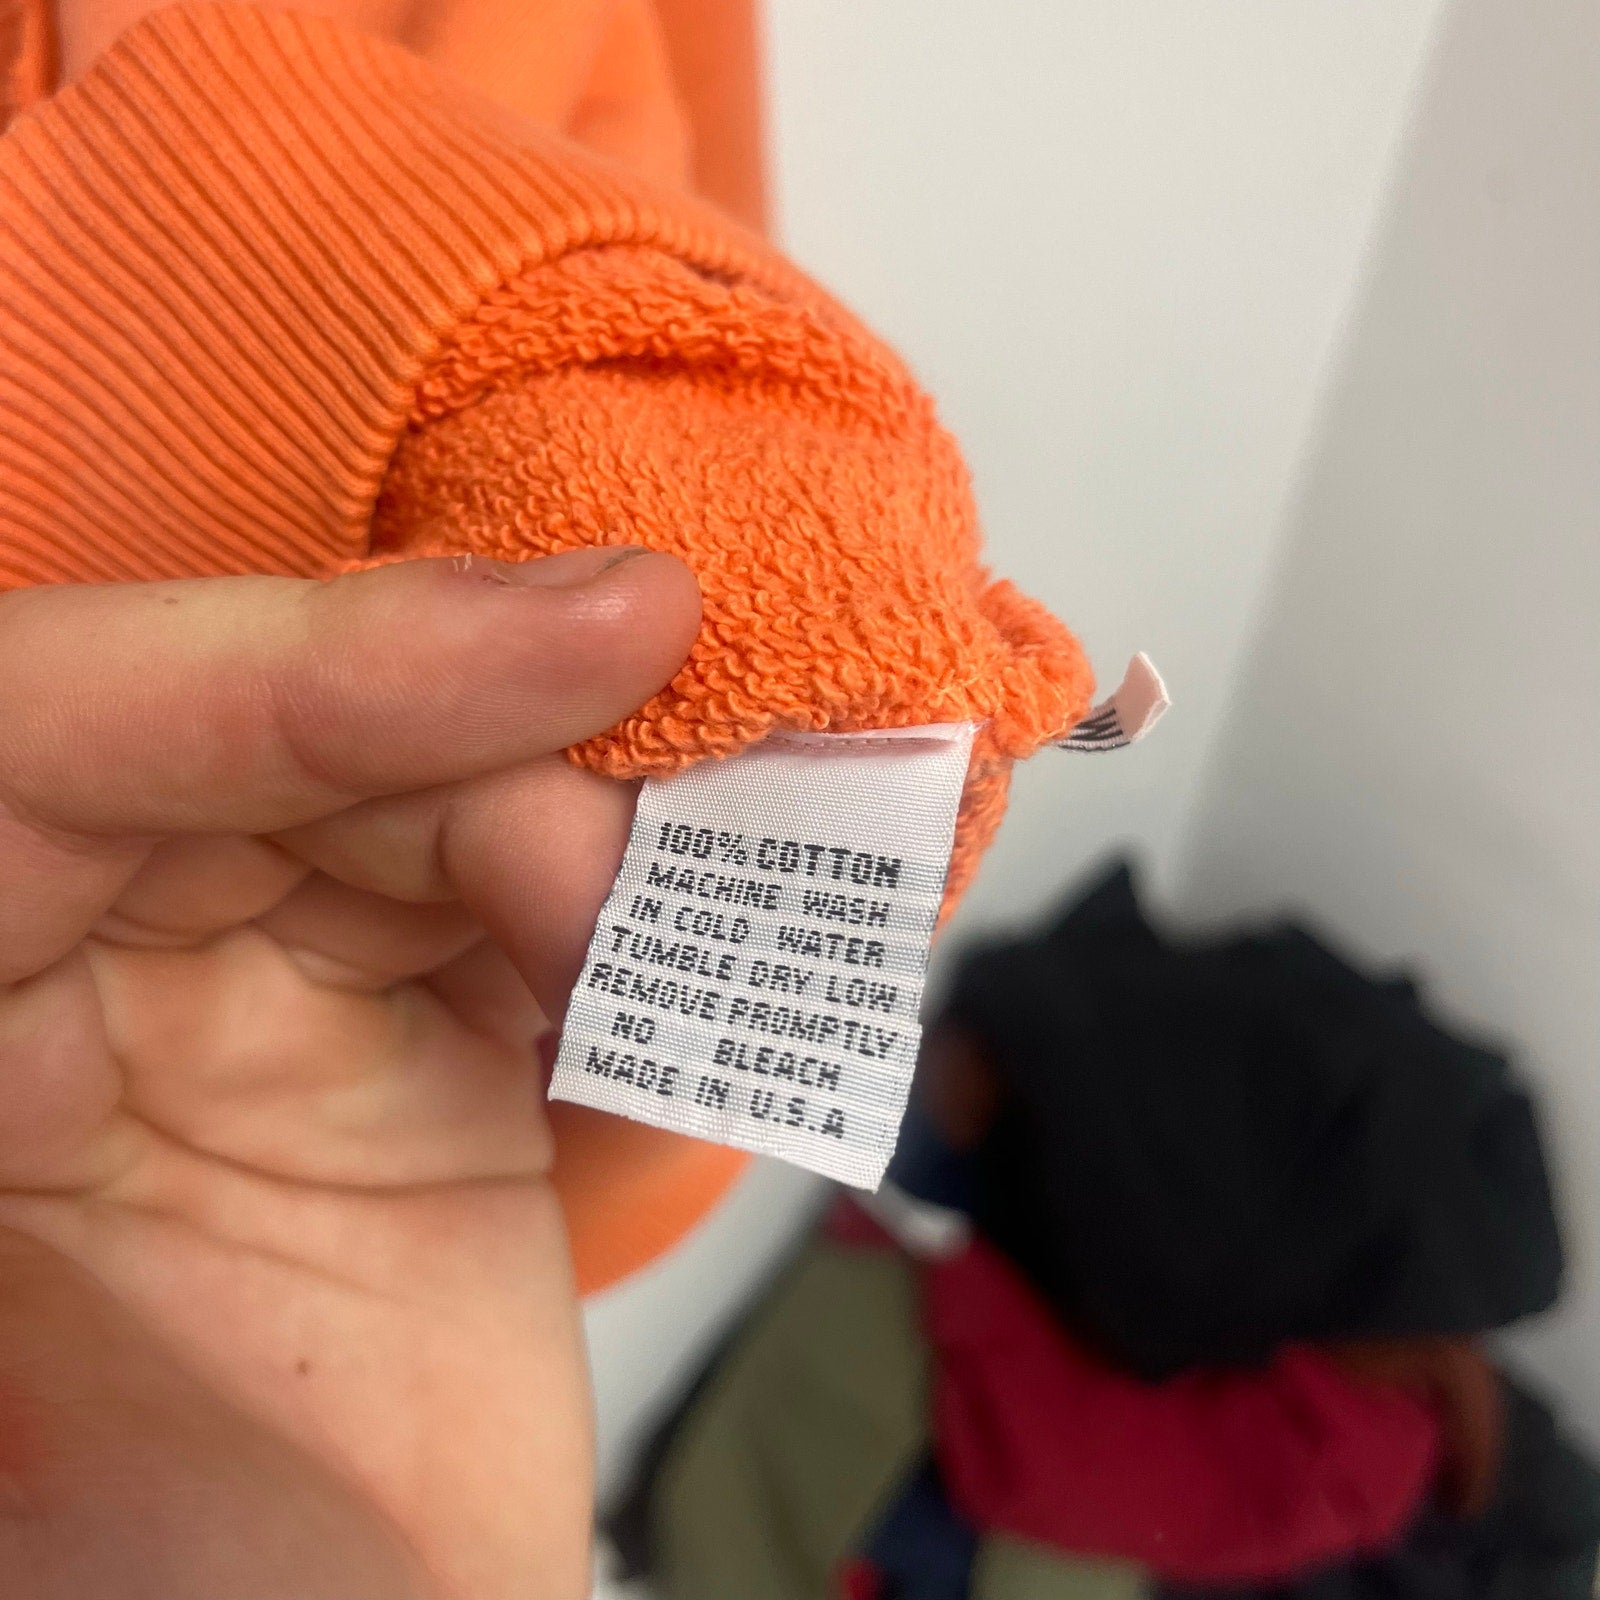 100% COTTON
MACHINE WASH
IN COLD WATER
TUMBLE DRY LOW
REMOVE PROMPTLY
NO BLEACH
MADE IN U.S.A
M